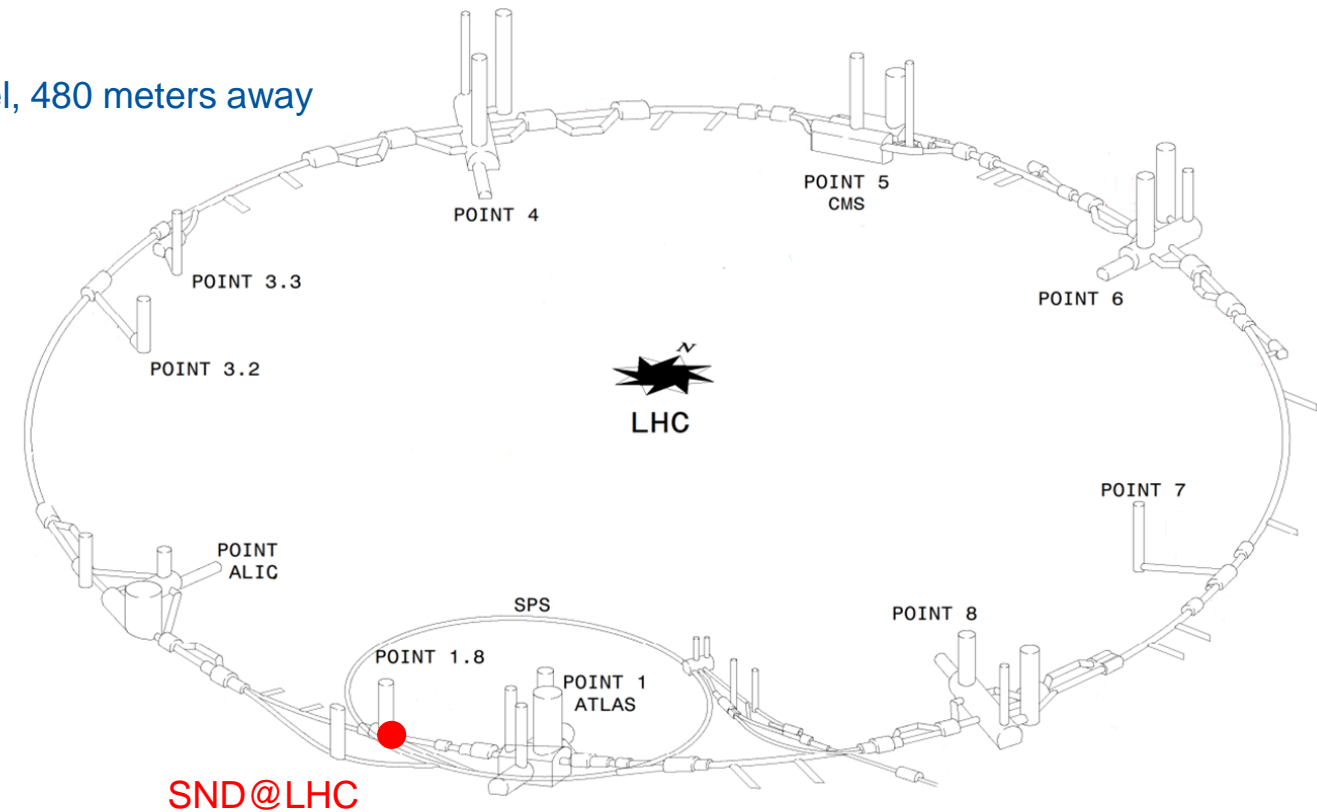 el, 480 meters away
POINT 4
POINT 5
CMS
POINT 6
POINT 3.3
POINT 3.2
N
LHC
POINT 7
POINT
ALIC
SPS
POINT 8
POINT 1.8
POINT 1
ATLAS
SND@LHC